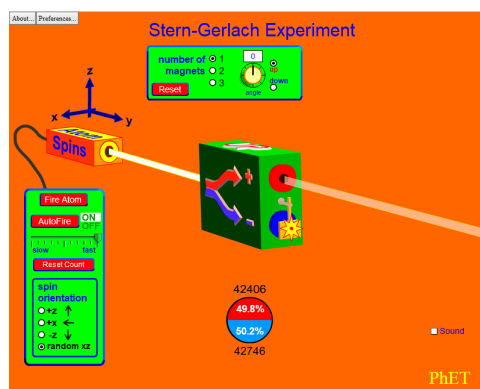 About... Preferences...
Stern-Gerlach Experiment
number of magnets
1
2
3
Reset
0
angle
up
down
z
x
y
Atom
Spins
+
-
Fire Atom
AutoFire
ON
OFF
slow fast
Reset Count
spin
orientation
+z ↑
+x ←
-z ↓
random xz
42406
49.8%
50.2%
42746
Sound
PhET